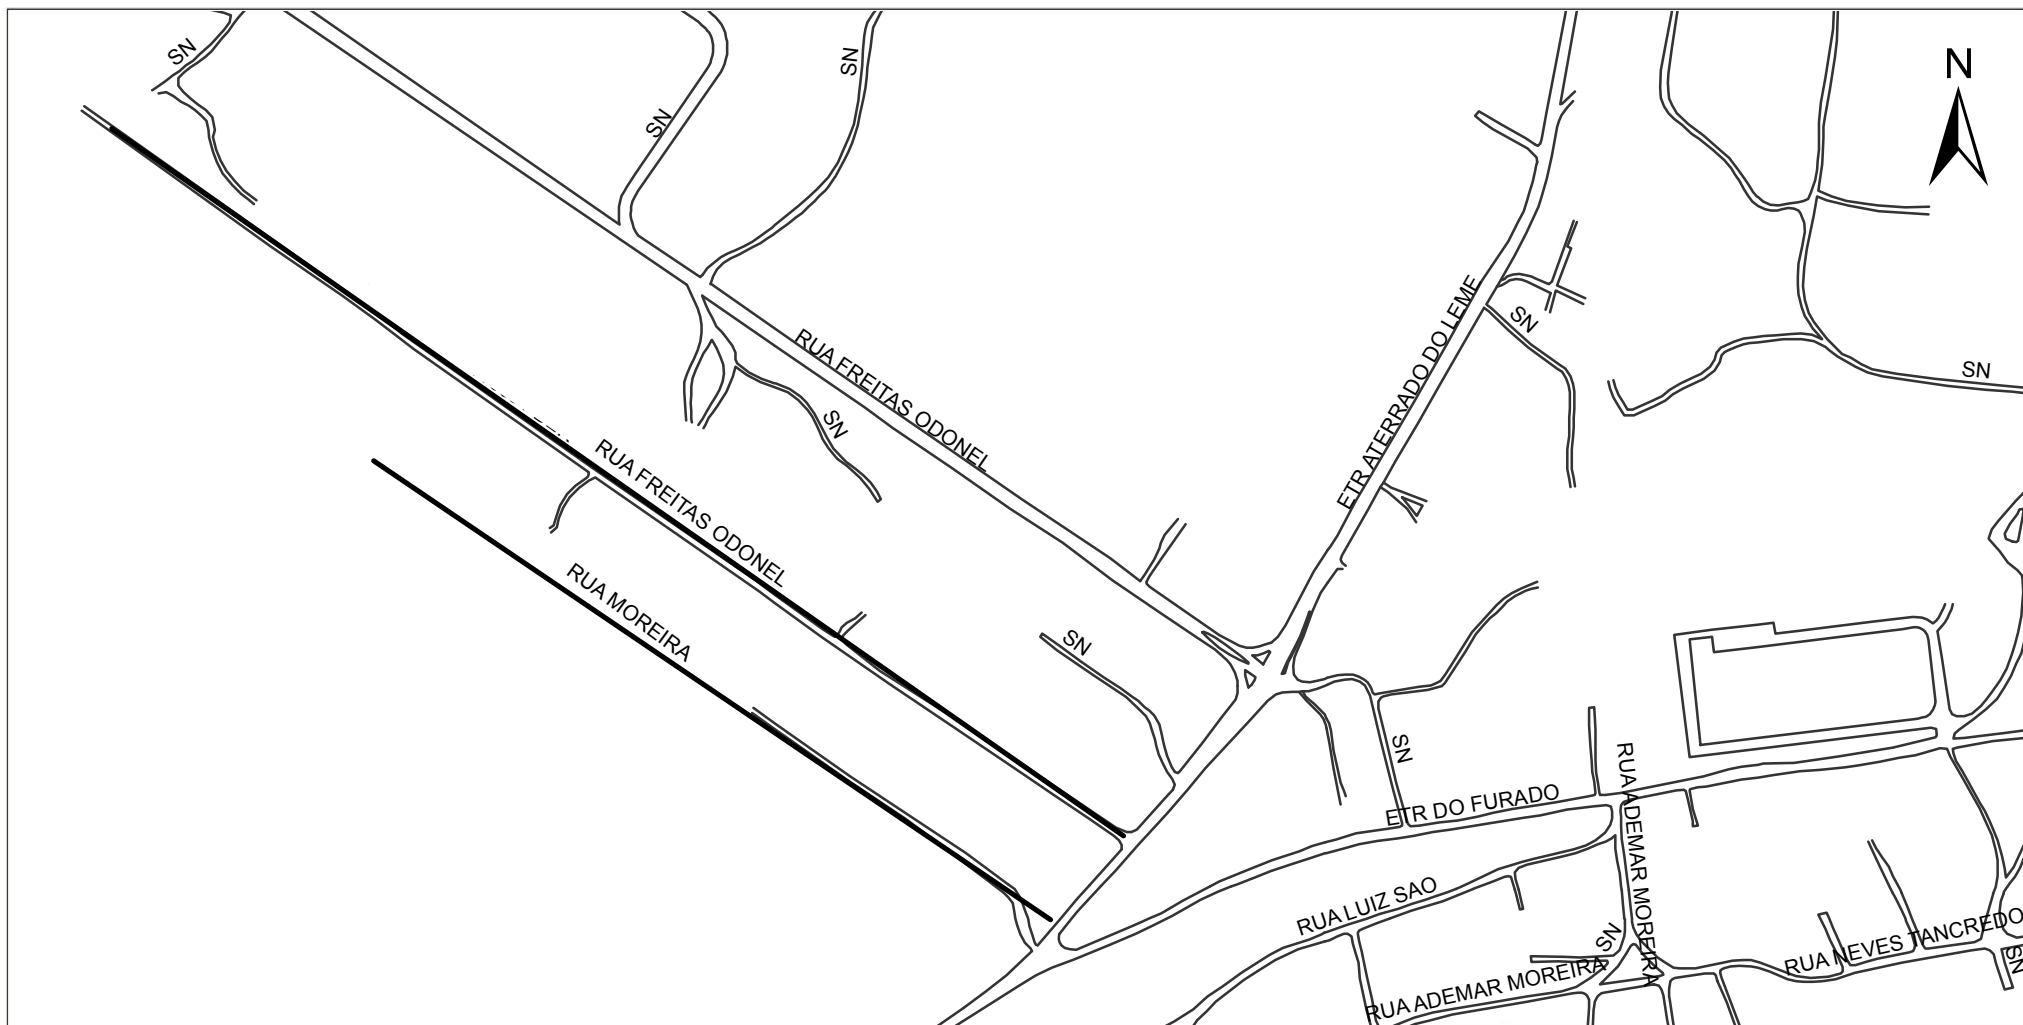 SN
SN
N
SN
ETR ATERRADO DO LEME
SN
RUA FREITAS ODONEL
SN
SN
RUA FREITAS ODONEL
RUA MOREIRA
SN
SN
RUA ADEMAR MOREIRA
ETR DO FURADO
RUA LUIZ SAO
SN
RUA NEVES TANCREDO
SN
RUA ADEMAR MOREIRA